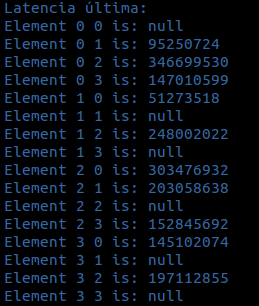 Latencia última:
Element 0 0 is: null
Element 0 1 is: 95250724
Element 0 2 is: 346699530
Element 0 3 is: 147010599
Element 1 0 is: 51273518
Element 1 1 is: null
Element 1 2 is: 248002022
Element 1 3 is: null
Element 2 0 is: 303476932
Element 2 1 is: 203058638
Element 2 2 is: null
Element 2 3 is: 152845692
Element 3 0 is: 145102074
Element 3 1 is: null
Element 3 2 is: 197112855
Element 3 3 is: null